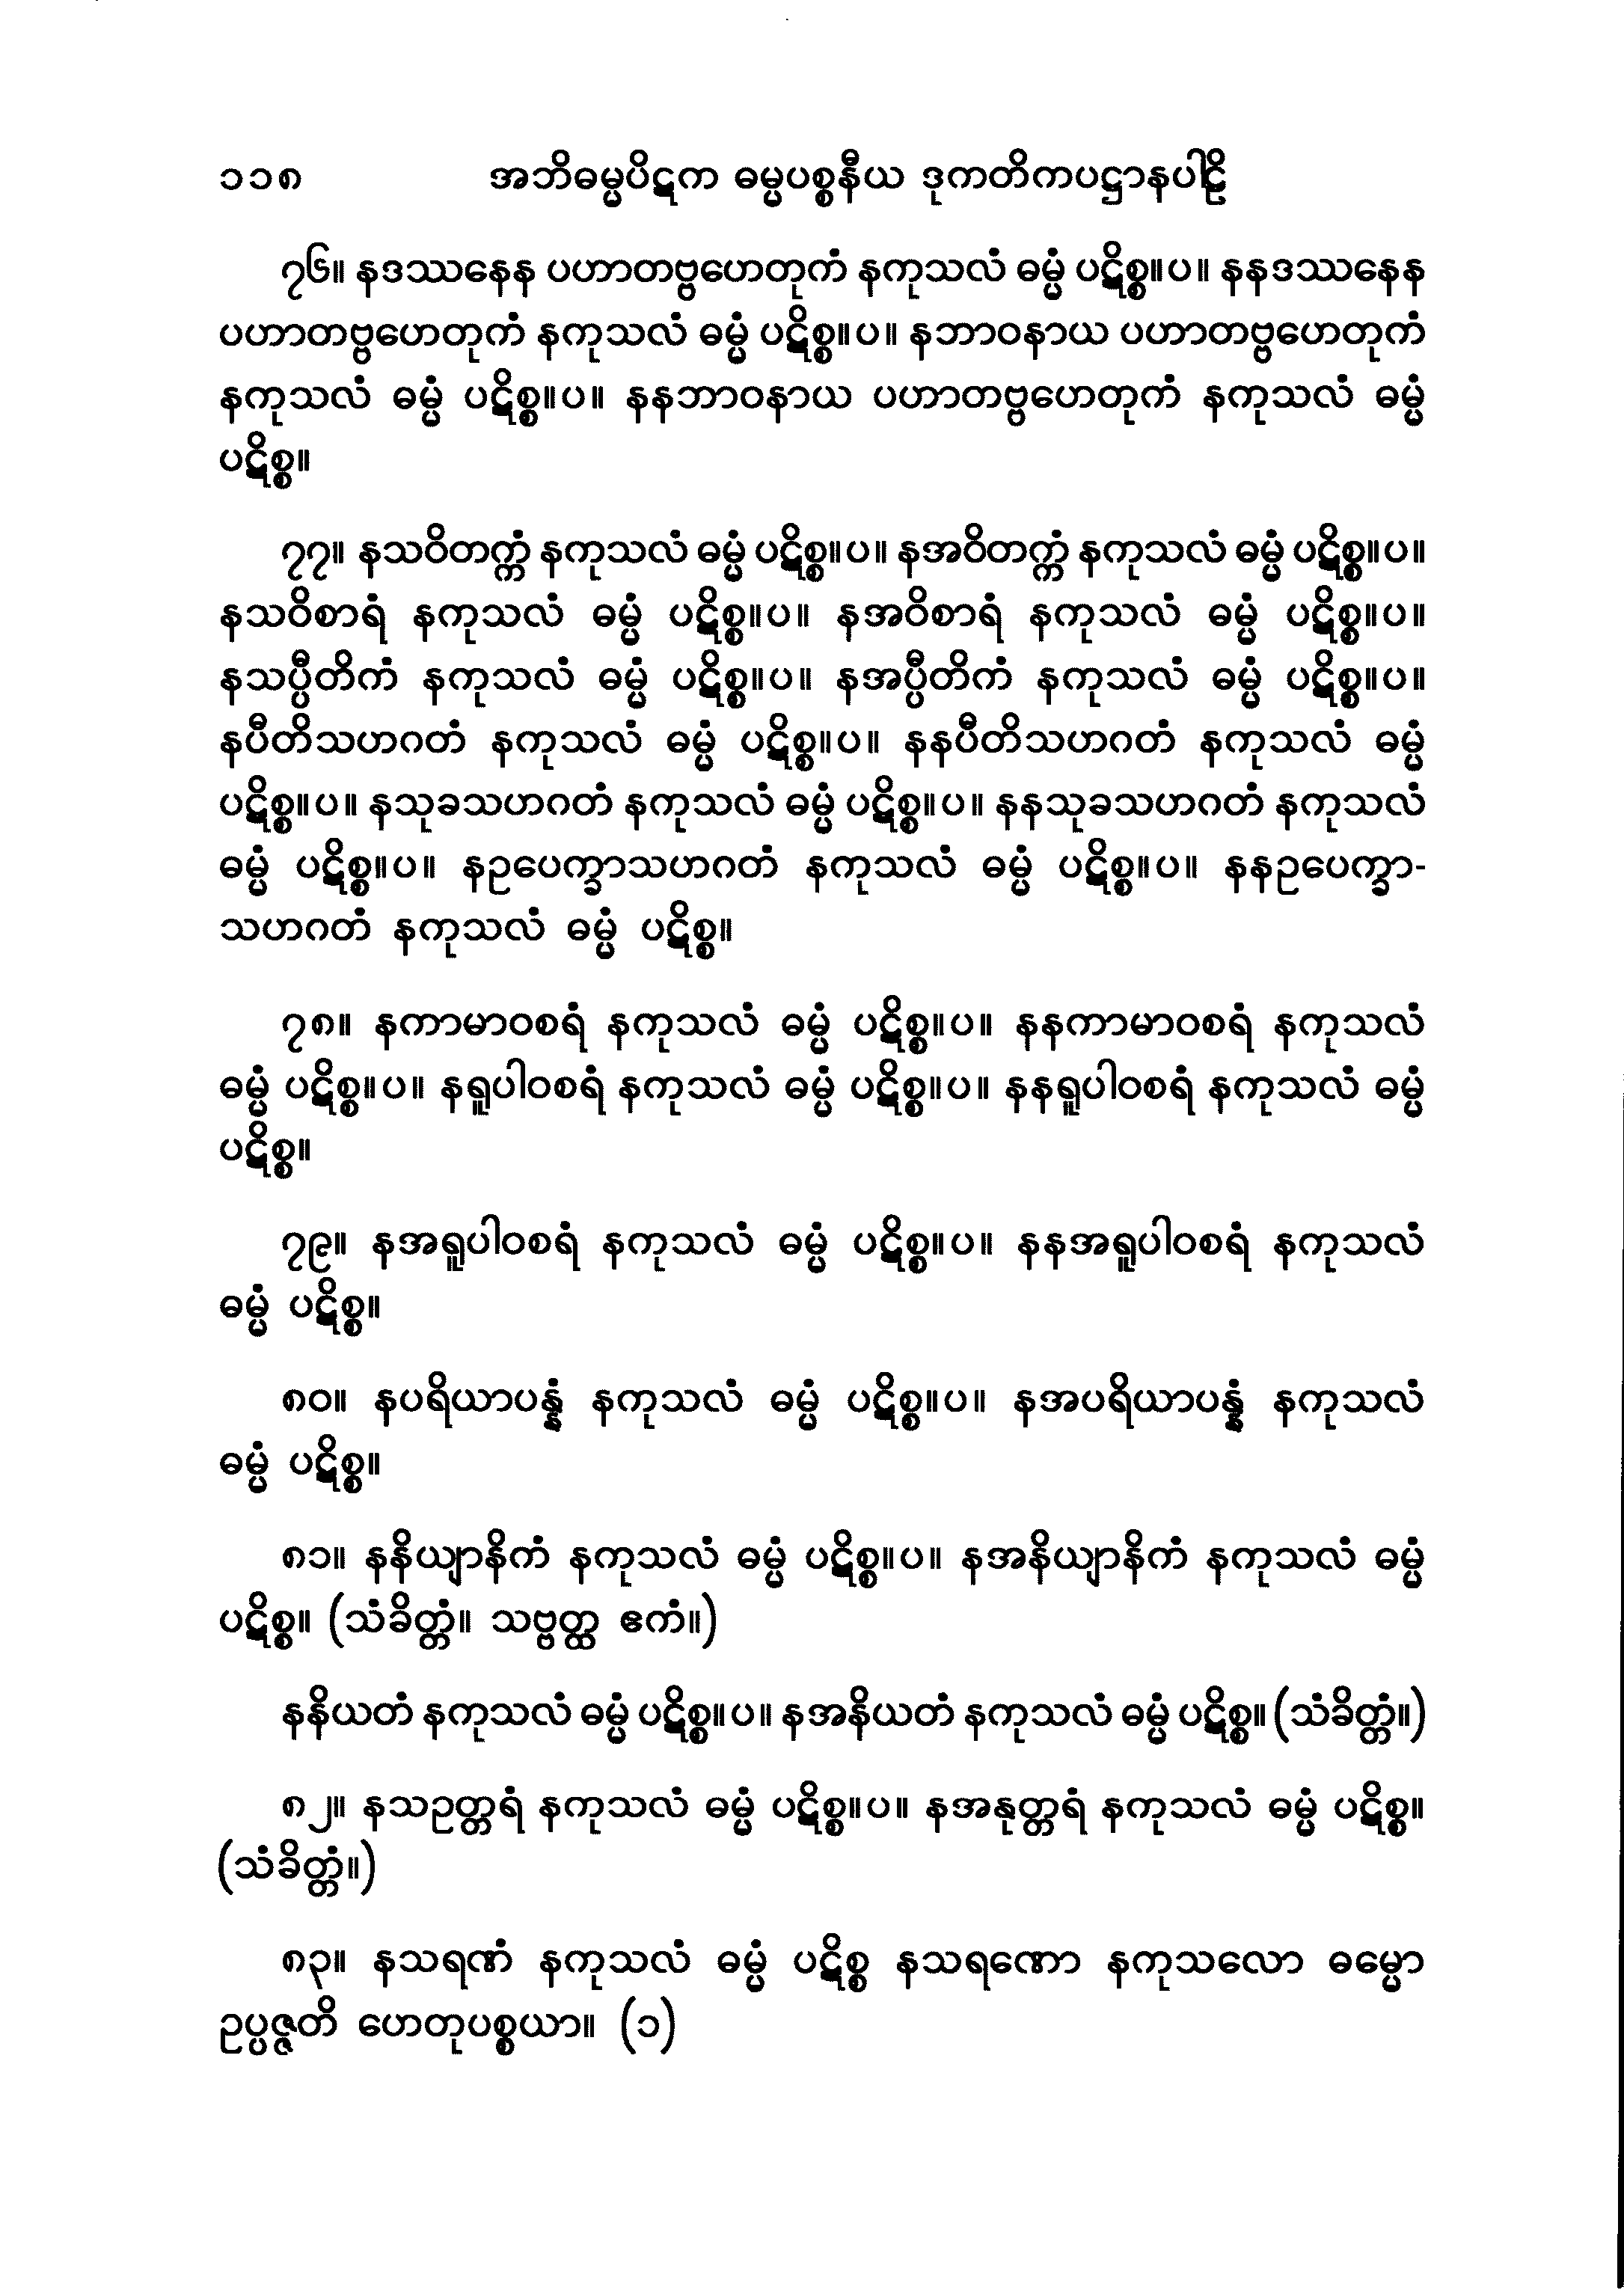 ၁၁၈ အဘိဓမ္မပိဋက ဓမ္မပစ္စနီယ ဒုကတိကပဋ္ဌာနပါဠိ
၇၆။ နဒဿနေန ပဟာတဗ္ဗဟေတုကံ နကုသလံ ဓမ္မံ ပဋိစ္စ။ပ။ နနဒဿနေန
ပဟာတဗ္ဗဟေတုကံ နကုသလံ ဓမ္မံ ပဋိစ္စ။ပ။ နဘာဝနာယ ပဟာတဗ္ဗဟေတုကံ
နကုသလံ ဓမ္မံ ပဋိစ္စ။ပ။ နနဘာဝနာယ ပဟာတဗ္ဗဟေတုကံ နကုသလံ ဓမ္မံ
ပဋိစ္စ။
၇၇။ နသဝိတက္ကံ နကုသလံ ဓမ္မံ ပဋိစ္စ။ပ။ နအဝိတက္ကံ နကုသလံ ဓမ္မံ ပဋိစ္စ။ပ။
နသဝိစာရံ နကုသလံ ဓမ္မံ ပဋိစ္စ။ပ။ နအဝိစာရံ နကုသလံ ဓမ္မံ ပဋိစ္စ။ပ။
နသပ္ပီတိကံ နကုသလံ ဓမ္မံ ပဋိစ္စ။ပ။ နအပ္ပီတိကံ နကုသလံ ဓမ္မံ ပဋိစ္စ။ပ။
နပီတိသဟဂတံ နကုသလံ ဓမ္မံ ပဋိစ္စ။ပ။ နနပီတိသဟဂတံ နကုသလံ ဓမ္မံ
ပဋိစ္စ။ပ။ နသုခသဟဂတံ နကုသလံ ဓမ္မံ ပဋိစ္စ။ပ။ နနသုခသဟဂတံ နကုသလံ
ဓမ္မံ ပဋိစ္စ။ပ။ နဥပေက္ခာသဟဂတံ နကုသလံ ဓမ္မံ ပဋိစ္စ။ပ။ နနဥပေက္ခာ-
သဟဂတံ နကုသလံ ဓမ္မံ ပဋိစ္စ။
၇၈။ နကာမာဝစရံ နကုသလံ ဓမ္မံ ပဋိစ္စ။ပ။ နနကာမာဝစရံ နကုသလံ
ဓမ္မံ ပဋိစ္စ။ပ။ နရူပါဝစရံ နကုသလံ ဓမ္မံ ပဋိစ္စ။ပ။ နနရူပါဝစရံ နကုသလံ ဓမ္မံ
ပဋိစ္စ။
၇၉။ နအရူပါဝစရံ နကုသလံ ဓမ္မံ ပဋိစ္စ။ပ။ နနအရူပါဝစရံ နကုသလံ
ဓမ္မံ ပဋိစ္စ။
၈၀။ နပရိယာပန္နံ နကုသလံ ဓမ္မံ ပဋိစ္စ။ပ။ နအပရိယာပန္နံ နကုသလံ
ဓမ္မံ ပဋိစ္စ။
၈၁။ နနိယျာနိကံ နကုသလံ ဓမ္မံ ပဋိစ္စ။ပ။ နအနိယျာနိကံ နကုသလံ ဓမ္မံ
ပဋိစ္စ။ (သံခိတ္တံ။ သဗ္ဗတ္ထ ဧကံ။)
နနိယတံ နကုသလံ ဓမ္မံ ပဋိစ္စ။ပ။ နအနိယတံ နကုသလံ ဓမ္မံ ပဋိစ္စ။ (သံခိတ္တံ။)
၈၂။ နသဥတ္တရံ နကုသလံ ဓမ္မံ ပဋိစ္စ။ပ။ နအနုတ္တရံ နကုသလံ ဓမ္မံ ပဋိစ္စ။
(သံခိတ္တံ။)
၈၃။ နသရဏံ နကုသလံ ဓမ္မံ ပဋိစ္စ နသရဏော နကုသလော ဓမ္မော
ဥပ္ပဇ္ဇတိ ဟေတုပစ္စယာ။ (၁)